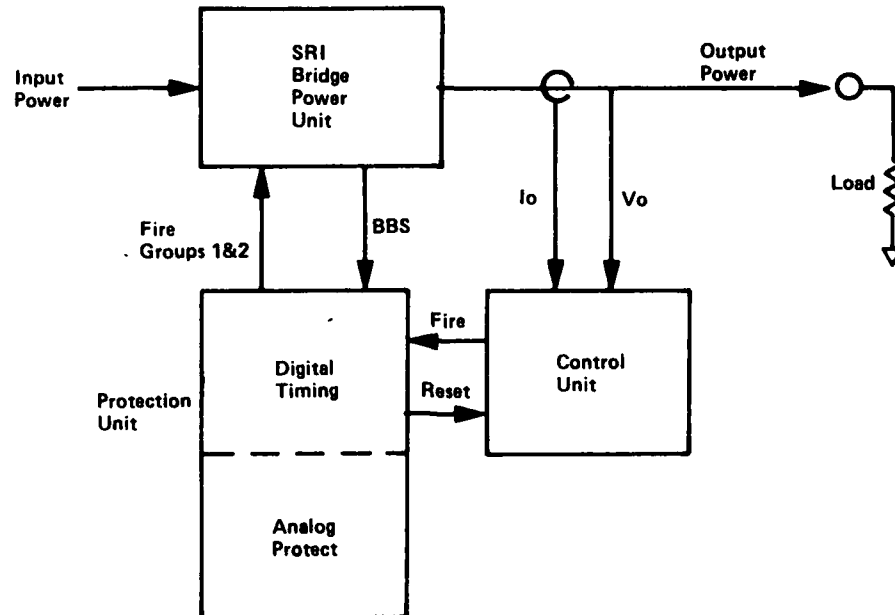 SRI
Bridge
Power
Unit
Input
Power
Output
Power
Load
Io
Vo
Fire
Groups 1&2
BBS
Fire
Reset
Digital
Timing
Control
Unit
Protection
Unit
Analog
Protect